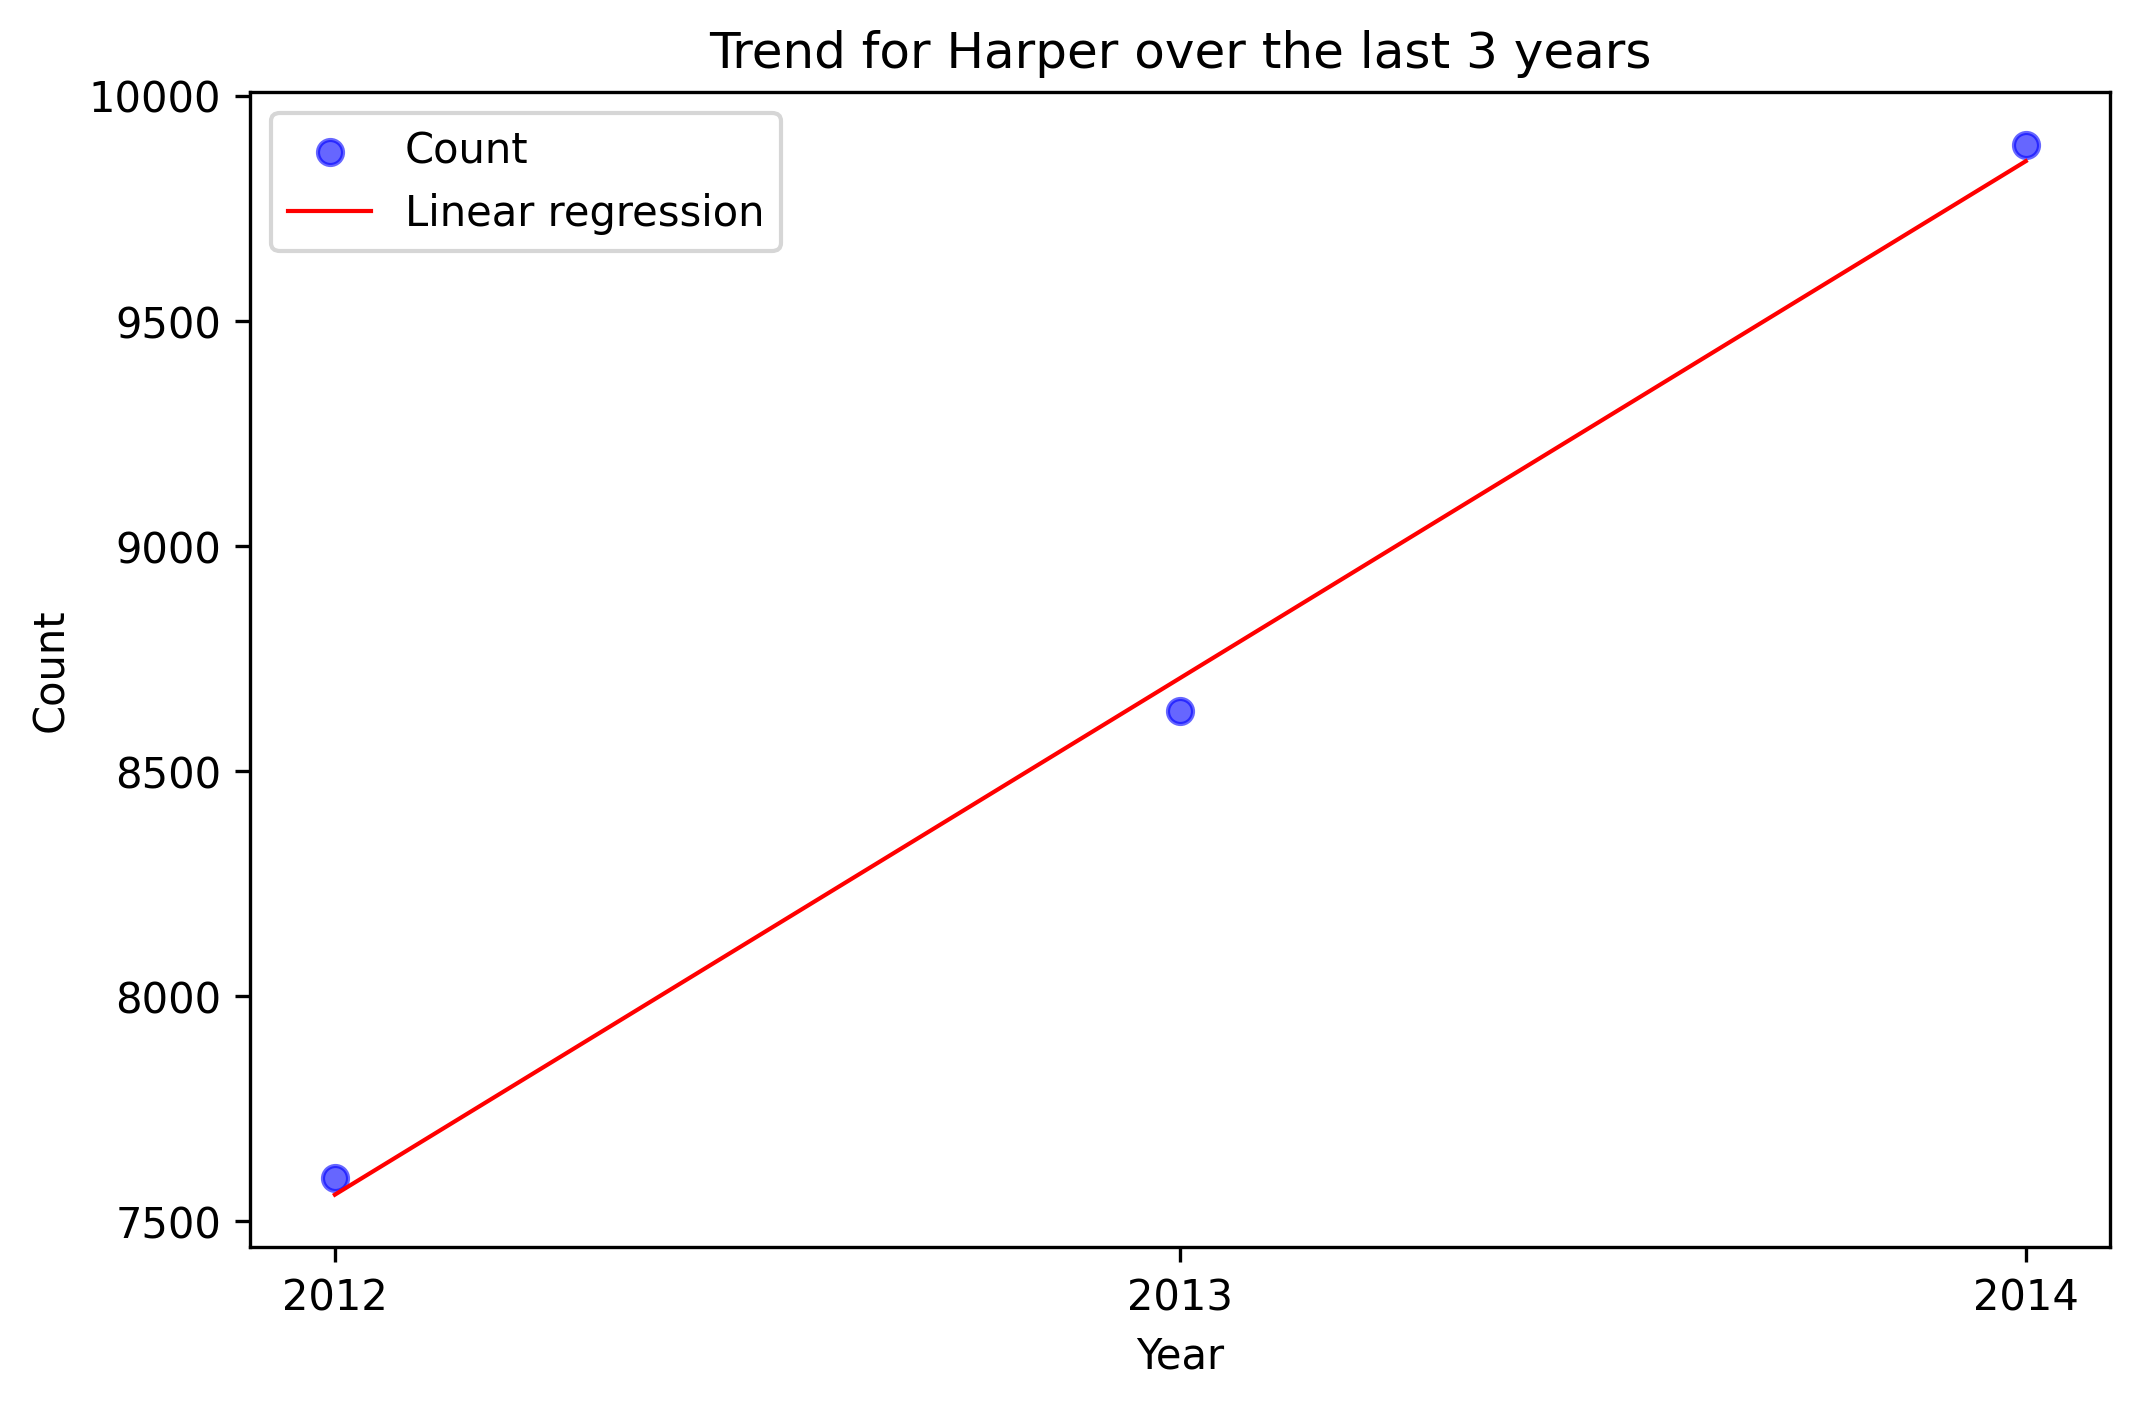 Trend for Harper over the last 3 years
10000
9500
9000
8500
8000
7500
Count
Linear regression
Count
2012
2013
2014
Year